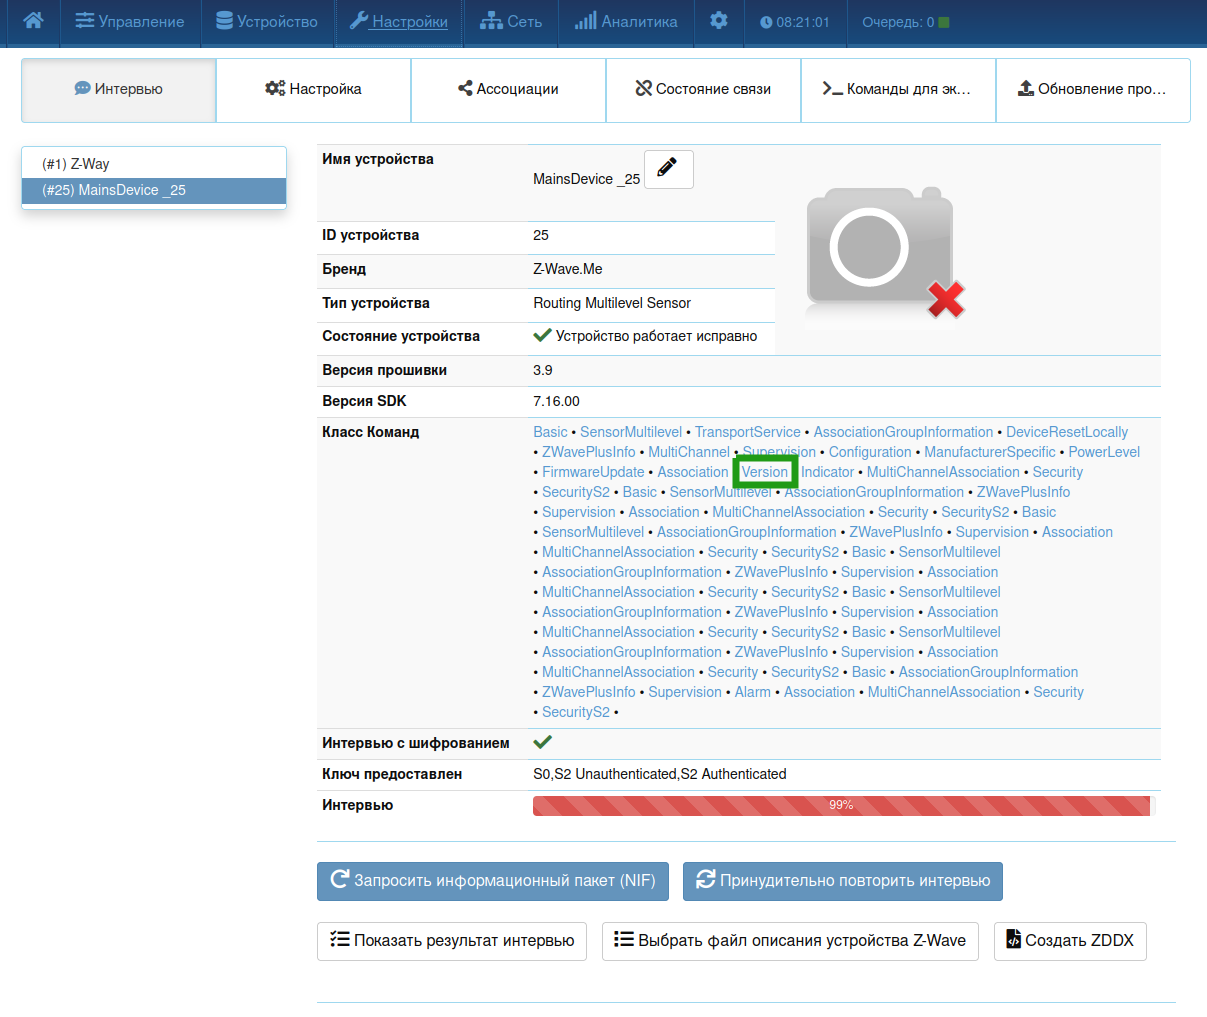 Управление Устройство Настройки Сеть Аналитика 08:21:01 Очередь: 0
Интервью Настройка Ассоциации Состояние связи Команды для эк... Обновление про...
(#1) Z-Way
(#25) MainsDevice _25
Имя устройства MainsDevice _25
ID устройства 25
Бренд Z-Wave.Me
Тип устройства Routing Multilevel Sensor
Состояние устройства Устройство работает исправно
Версия прошивки 3.9
Версия SDK 7.16.00
Класс Команд Basic • SensorMultilevel • TransportService • AssociationGroupInformation • DeviceResetLocally
• ZWavePlusInfo • MultiChannel • Supervision • Configuration • ManufacturerSpecific • PowerLevel
• FirmwareUpdate • Association Version Indicator • MultiChannelAssociation • Security
• SecurityS2 • Basic • SensorMultilevel • AssociationGroupInformation • ZWavePlusInfo
• Supervision • Association • MultiChannelAssociation • Security • SecurityS2 • Basic
• SensorMultilevel • AssociationGroupInformation • ZWavePlusInfo • Supervision • Association
• MultiChannelAssociation • Security • SecurityS2 • Basic • SensorMultilevel
• AssociationGroupInformation • ZWavePlusInfo • Supervision • Association
• MultiChannelAssociation • Security • SecurityS2 • Basic • SensorMultilevel
• AssociationGroupInformation • ZWavePlusInfo • Supervision • Association
• MultiChannelAssociation • Security • SecurityS2 • Basic • SensorMultilevel
• AssociationGroupInformation • ZWavePlusInfo • Supervision • Association
• MultiChannelAssociation • Security • SecurityS2 • Basic • AssociationGroupInformation
• ZWavePlusInfo • Supervision • Alarm • Association • MultiChannelAssociation • Security
• SecurityS2 •
Интервью с шифрованием
Ключ предоставлен S0,S2 Unauthenticated,S2 Authenticated
Интервью 99%
Запросить информационный пакет (NIF) Принудительно повторить интервью
Показать результат интервью Выбрать файл описания устройства Z-Wave Создать ZDDX